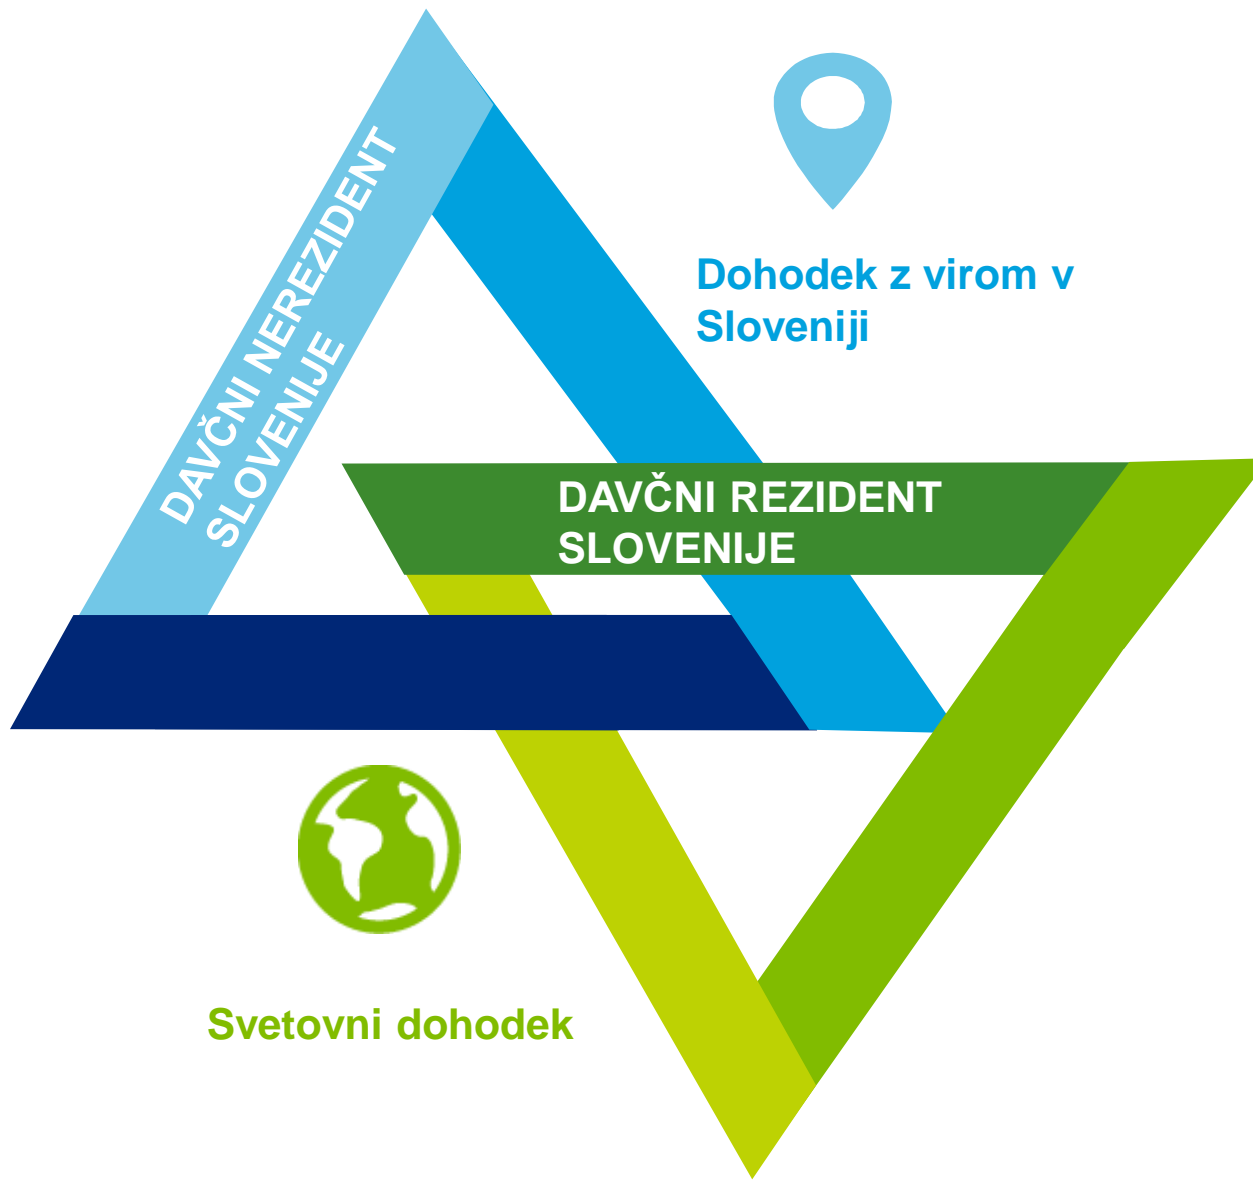 DAVČNI NEREZIDENT
SLOVENIJE
Dohodek z virom v
Sloveniji
DAVČNI REZIDENT
SLOVENIJE
Svetovni dohodek